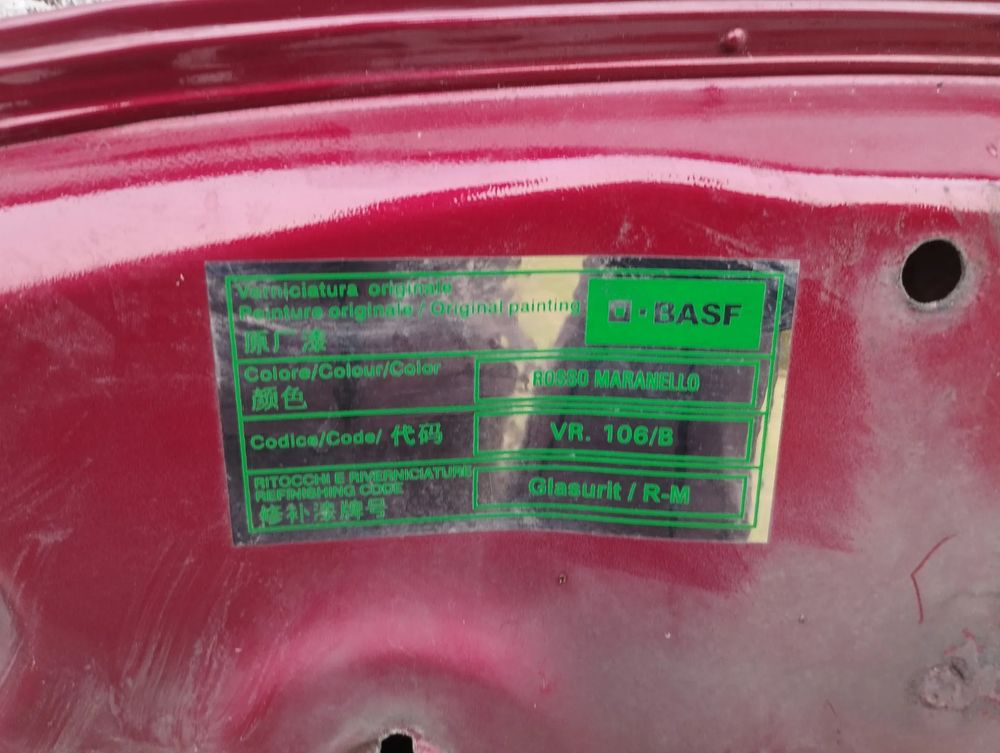 Verniciatura originale
Peinture originale / Original painting
BASF
原厂漆
Colore/Colour/Color
颜色
ROSSO MARANELLO
Codice/Code/ 代码
VR. 106/B
RITOCCHI E RIVERNICIATURE
REFINISHING CODE
修补漆牌号
Glasurit / R-M